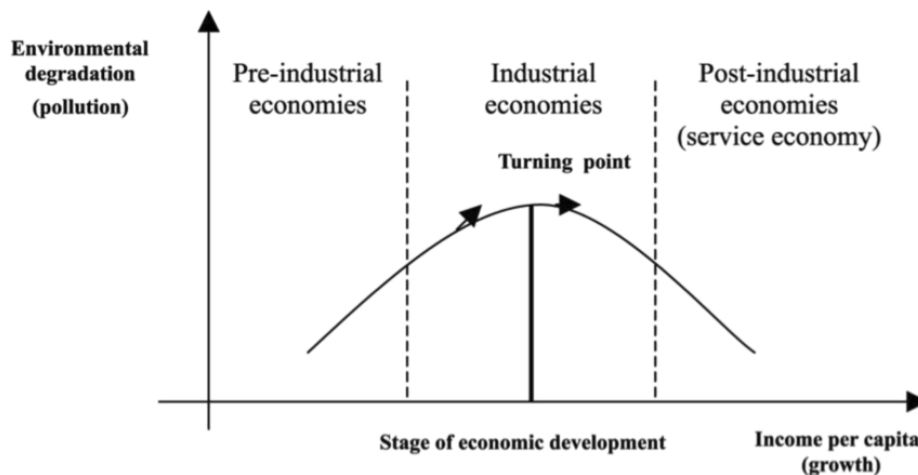 Environmental
degradation
(pollution)
Pre-industrial
economies
Industrial
economies
Post-industrial
economies
(service economy)
Turning point
Stage of economic development
Income per capita
(growth)